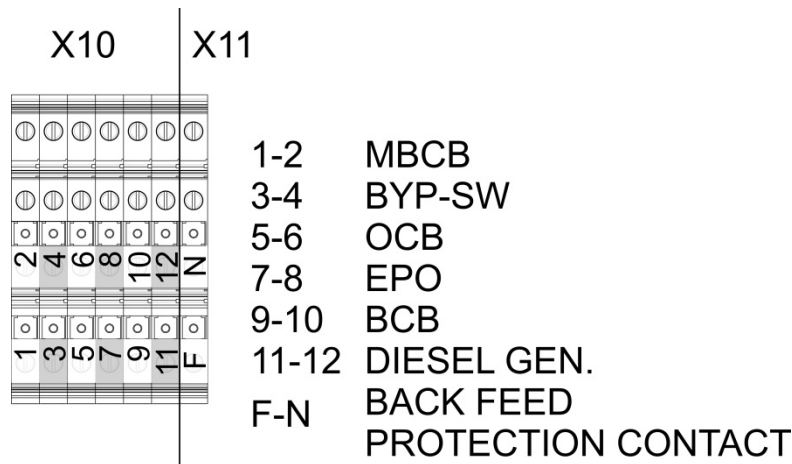 X10 X11
2 4 6 8 10 12 N
1 3 5 7 9 11 F
1-2 MBCB
3-4 BYP-SW
5-6 OCB
7-8 EPO
9-10 BCB
11-12 DIESEL GEN.
F-N BACK FEED
PROTECTION CONTACT